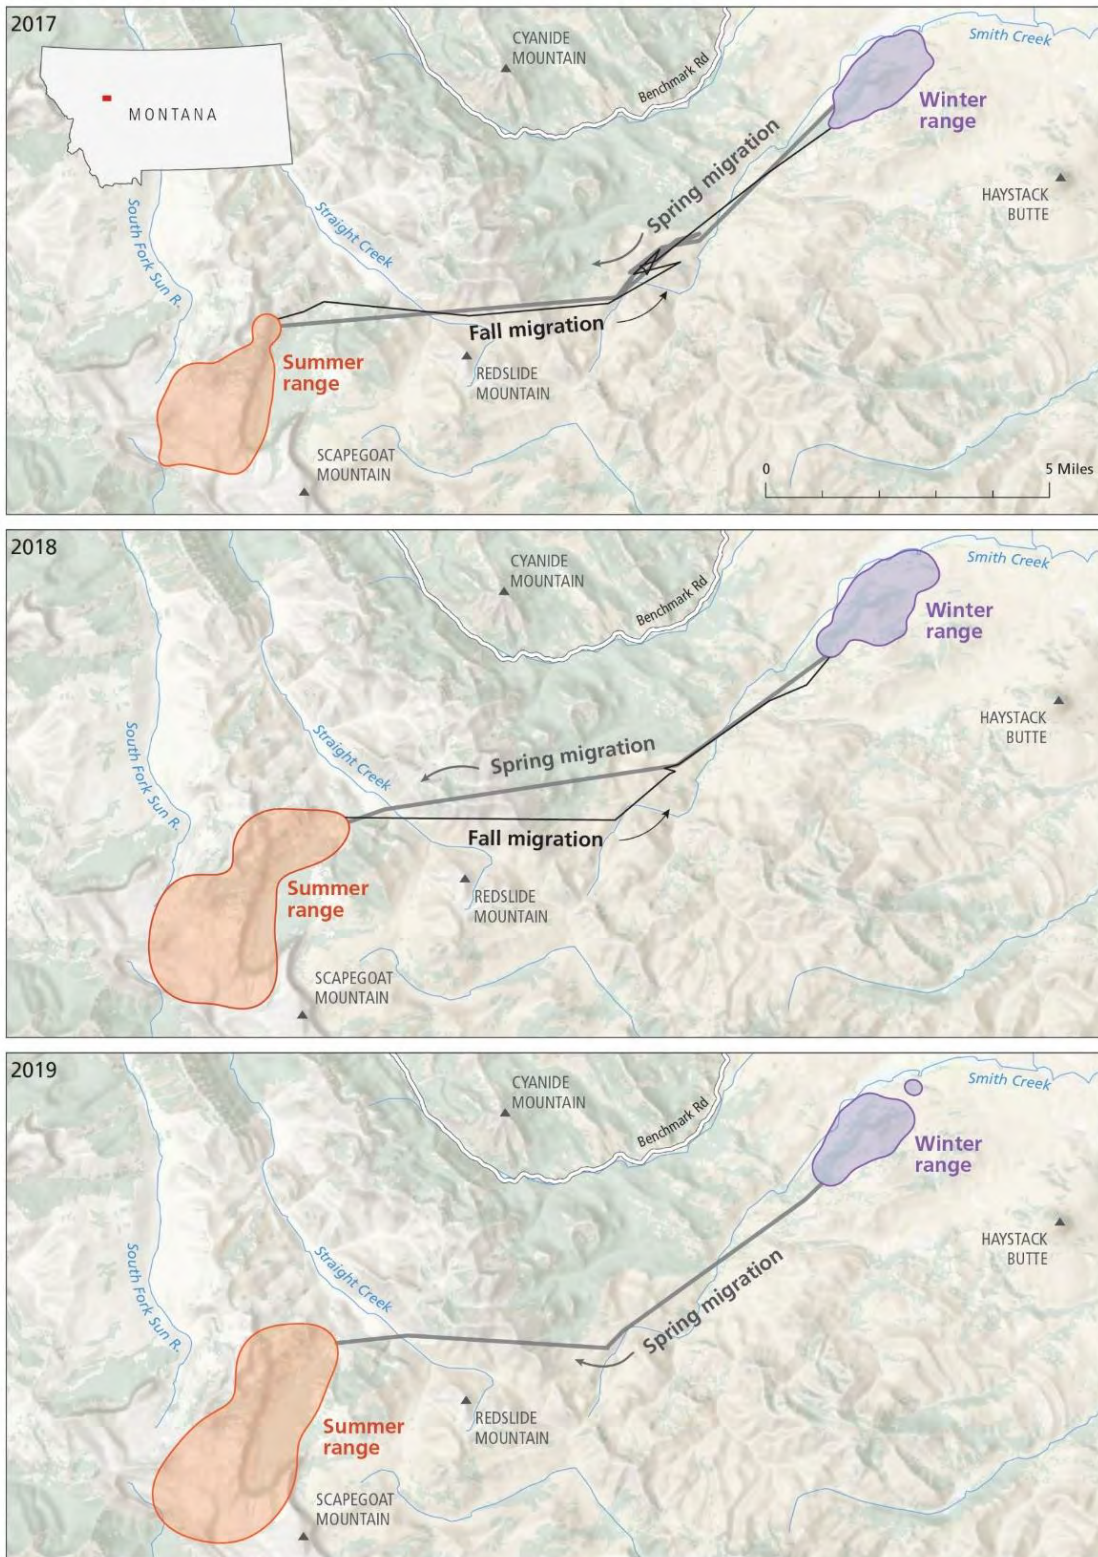 2017
MONTANA
CYANIDE
MOUNTAIN
Benchmark Rd
Smith Creek
Winter
range
HAYSTACK
BUTTE
Spring migration
South Fork Sun R.
Straight Creek
Fall migration
Summer
range
REDSLIDE
MOUNTAIN
SCAPEGOAT
MOUNTAIN
0 5 Miles
2018
CYANIDE
MOUNTAIN
Benchmark Rd
Smith Creek
Winter
range
HAYSTACK
BUTTE
South Fork Sun R.
Straight Creek
Spring migration
Fall migration
Summer
range
REDSLIDE
MOUNTAIN
SCAPEGOAT
MOUNTAIN
2019
CYANIDE
MOUNTAIN
Benchmark Rd
Smith Creek
Winter
range
HAYSTACK
BUTTE
South Fork Sun R.
Straight Creek
Spring migration
Summer
range
REDSLIDE
MOUNTAIN
SCAPEGOAT
MOUNTAIN